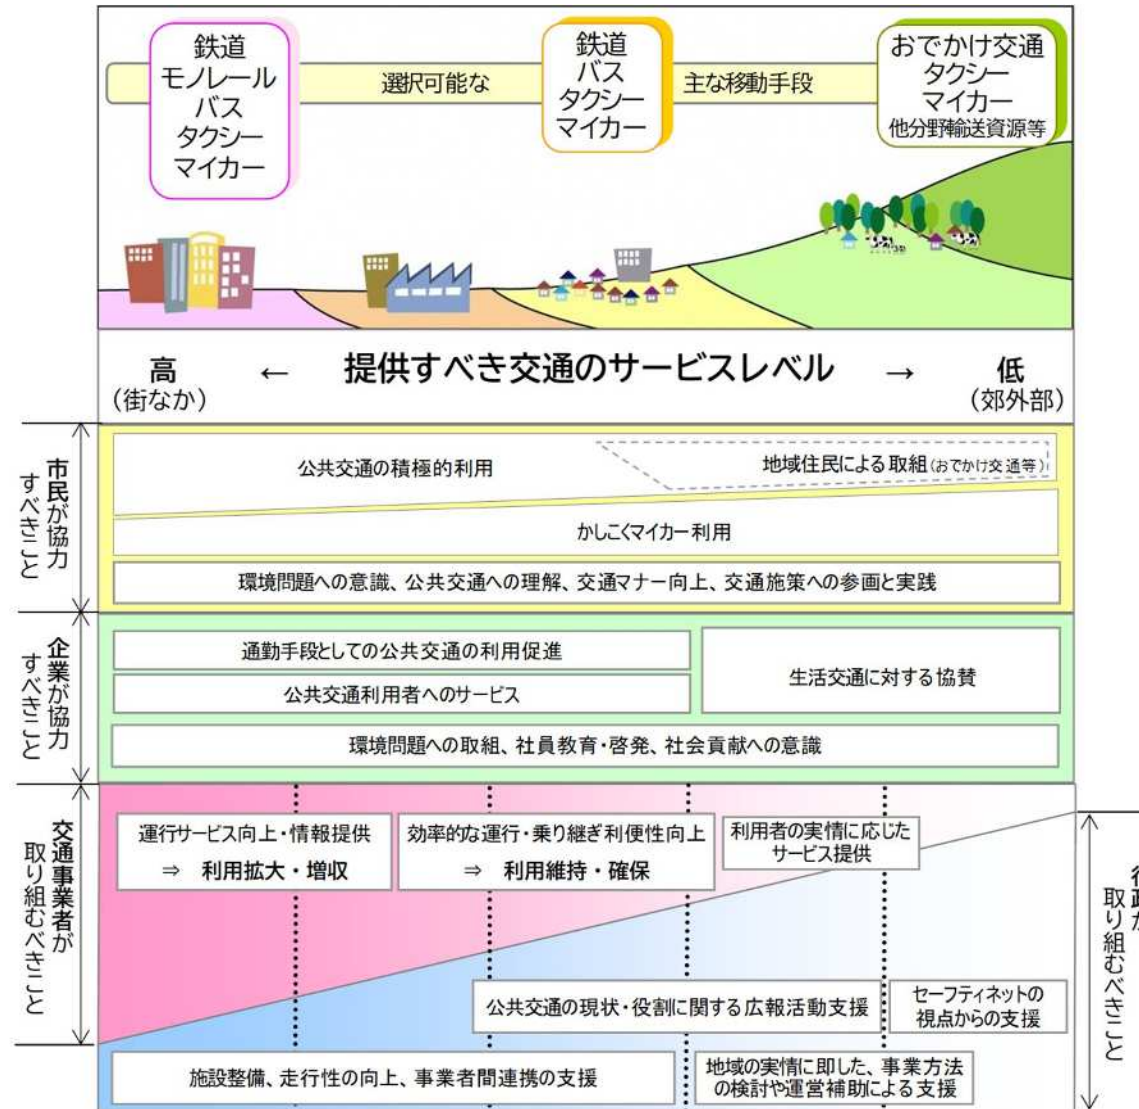 鉄道
モノレール
バス
タクシー
マイカー
選択可能な
鉄道
バス
タクシー
マイカー
主な移動手段
おでかけ交通
タクシー
マイカー
他分野輸送資源等
高 ← 提供すべき交通のサービスレベル → 低
（街なか）
（郊外部）
市民が協力
すべきこと
公共交通の積極的利用
地域住民による取組(おでかけ交通等)
かしこくマイカー利用
環境問題への意識、公共交通への理解、交通マナー向上、交通施策への参画と実践
企業が協力
すべきこと
通勤手段としての公共交通の利用促進
公共交通利用者へのサービス
生活交通に対する協賛
環境問題への取組、社員教育・啓発、社会貢献への意識
交通事業者が
取り組むべきこと
運行サービス向上・情報提供
⇒ 利用拡大・増収
効率的な運行・乗り継ぎ利便性向上
⇒ 利用維持・確保
利用者の実情に応じた
サービス提供
行政が
取り組むべきこと
公共交通の現状・役割に関する広報活動支援
セーフティネットの
視点からの支援
施設整備、走行性の向上、事業者間連携の支援
地域の実情に即した、事業方法
の検討や運営補助による支援